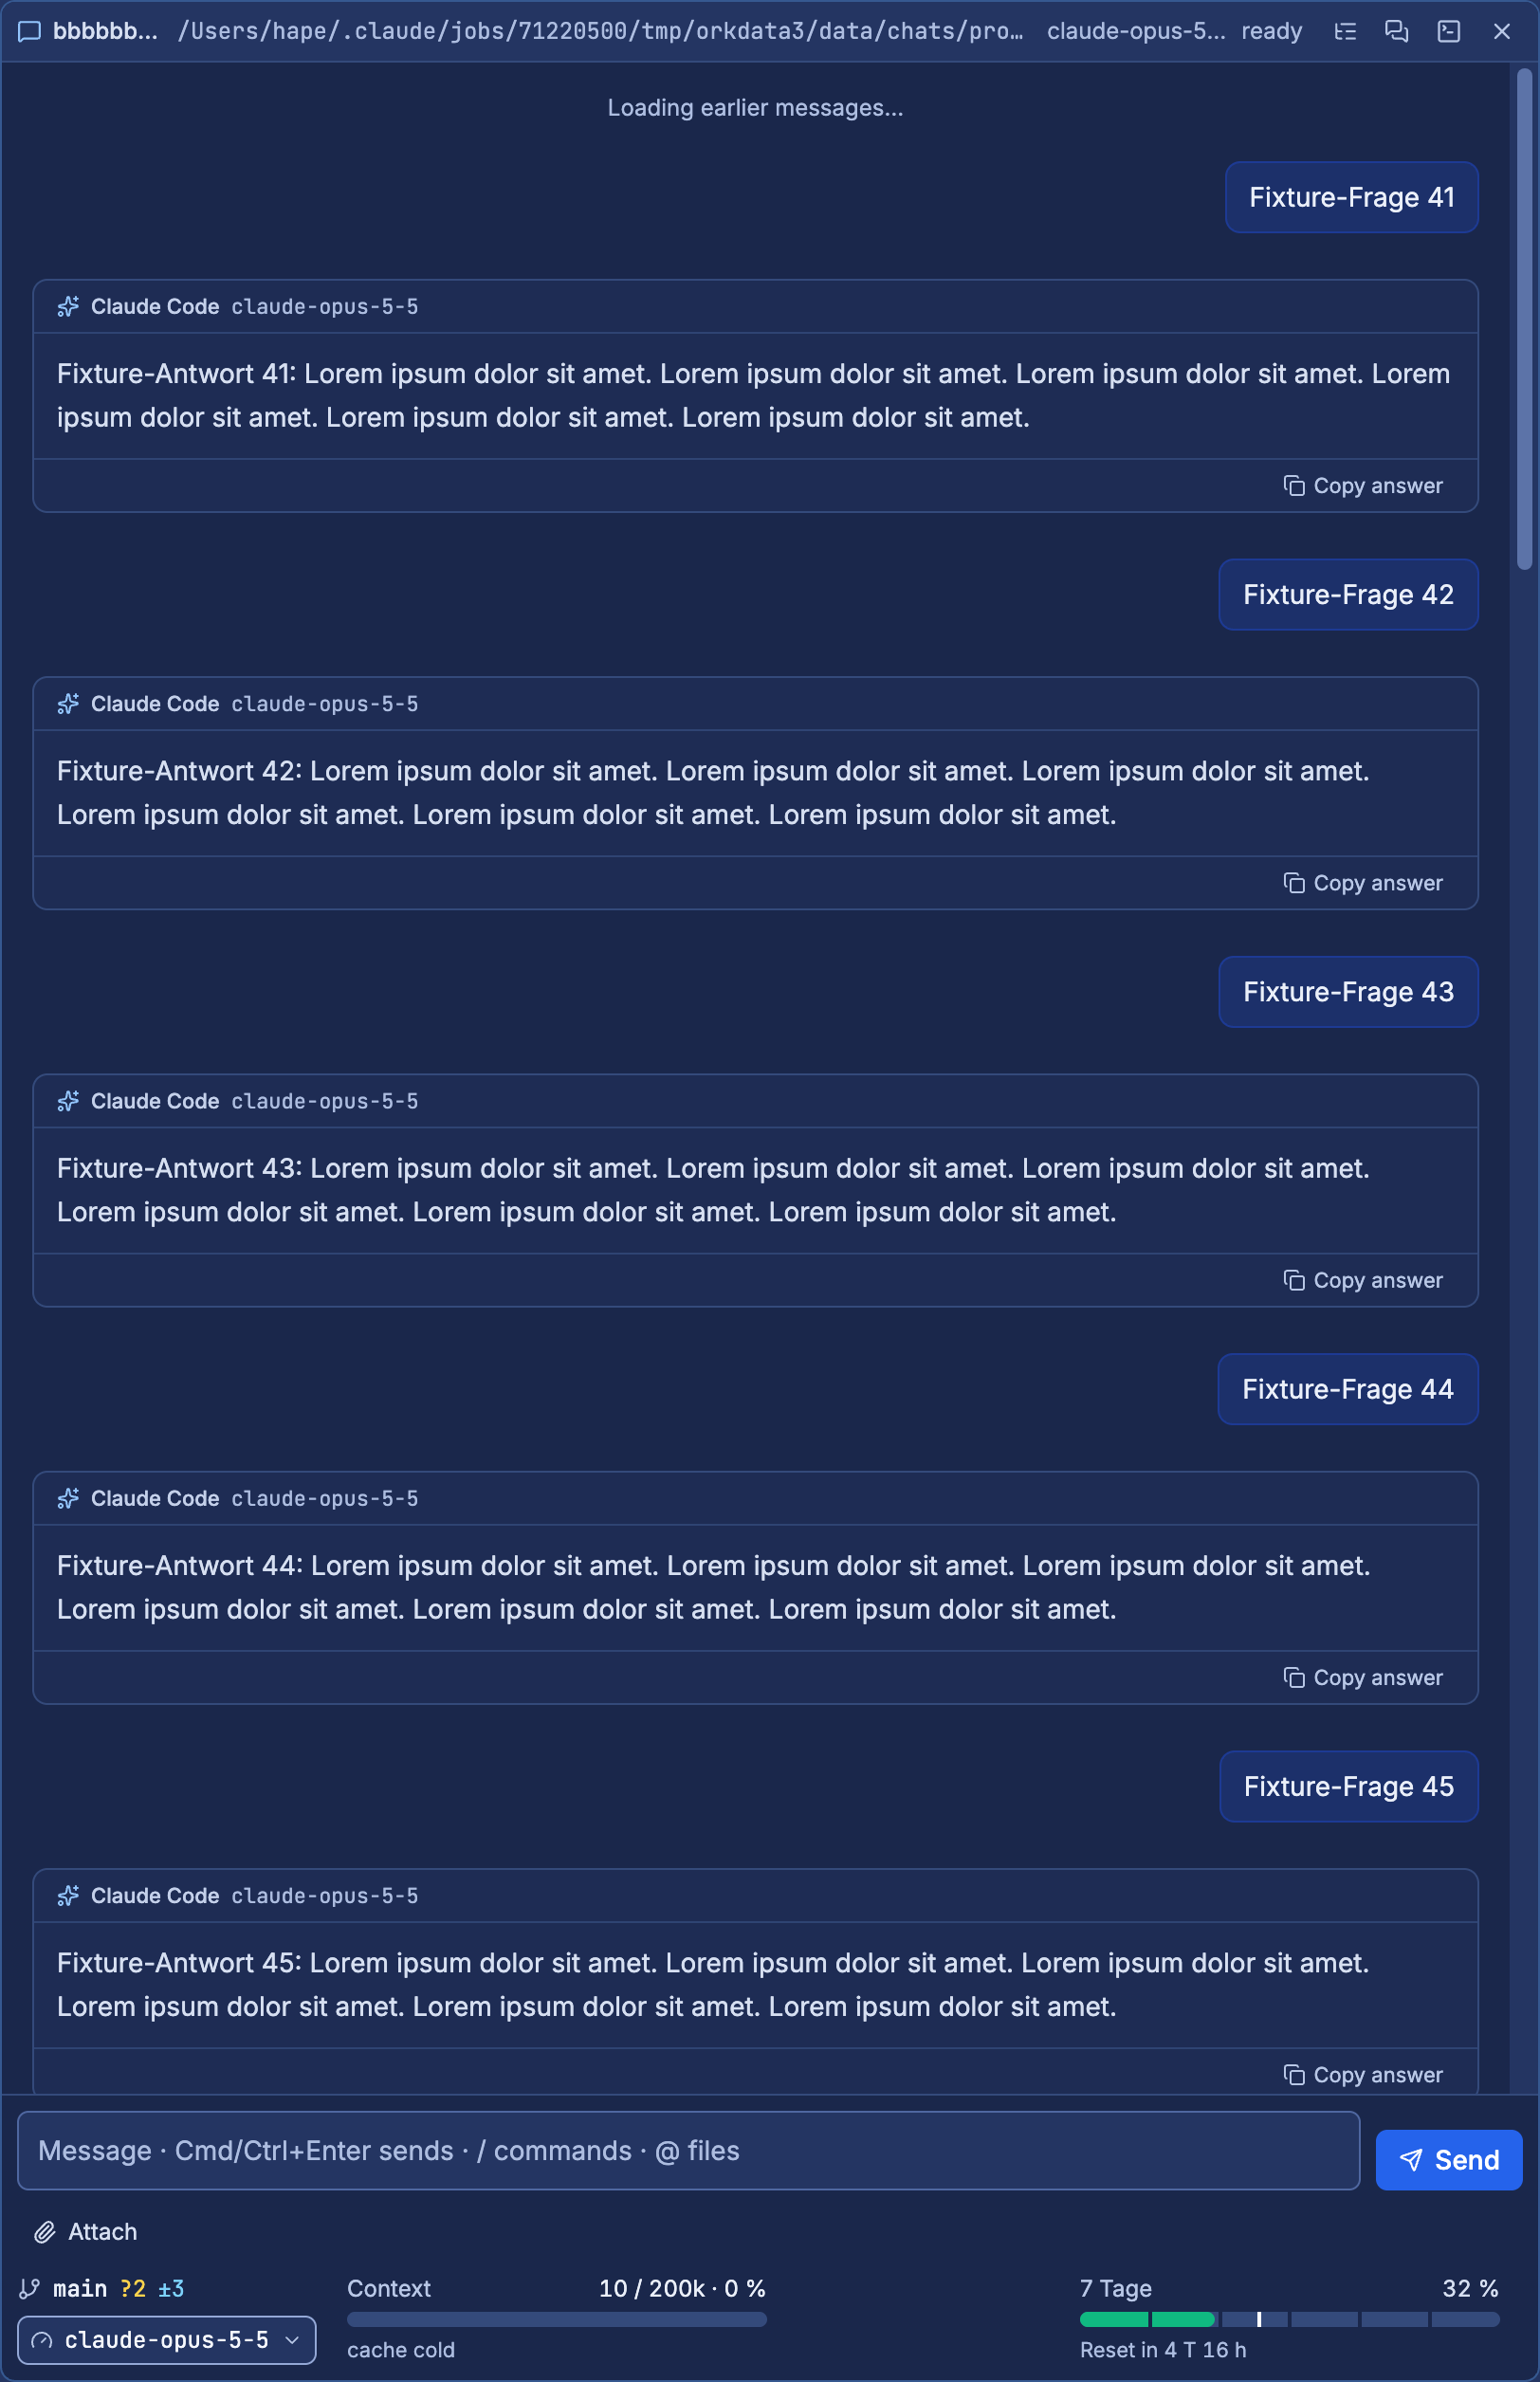 bbbbbb... /Users/hape/.claude/jobs/71220500/tmp/orkdata3/data/chats/pro... claude-opus-5... ready
Loading earlier messages...
Fixture-Frage 41
Claude Code claude-opus-5-5
Fixture-Antwort 41: Lorem ipsum dolor sit amet. Lorem ipsum dolor sit amet. Lorem ipsum dolor sit amet. Lorem
ipsum dolor sit amet. Lorem ipsum dolor sit amet. Lorem ipsum dolor sit amet.
Copy answer
Fixture-Frage 42
Claude Code claude-opus-5-5
Fixture-Antwort 42: Lorem ipsum dolor sit amet. Lorem ipsum dolor sit amet. Lorem ipsum dolor sit amet.
Lorem ipsum dolor sit amet. Lorem ipsum dolor sit amet. Lorem ipsum dolor sit amet.
Copy answer
Fixture-Frage 43
Claude Code claude-opus-5-5
Fixture-Antwort 43: Lorem ipsum dolor sit amet. Lorem ipsum dolor sit amet. Lorem ipsum dolor sit amet.
Lorem ipsum dolor sit amet. Lorem ipsum dolor sit amet. Lorem ipsum dolor sit amet.
Copy answer
Fixture-Frage 44
Claude Code claude-opus-5-5
Fixture-Antwort 44: Lorem ipsum dolor sit amet. Lorem ipsum dolor sit amet. Lorem ipsum dolor sit amet.
Lorem ipsum dolor sit amet. Lorem ipsum dolor sit amet. Lorem ipsum dolor sit amet.
Copy answer
Fixture-Frage 45
Claude Code claude-opus-5-5
Fixture-Antwort 45: Lorem ipsum dolor sit amet. Lorem ipsum dolor sit amet. Lorem ipsum dolor sit amet.
Lorem ipsum dolor sit amet. Lorem ipsum dolor sit amet. Lorem ipsum dolor sit amet.
Copy answer
Message · Cmd/Ctrl+Enter sends · / commands · @ files
Send
Attach
main ?2 ±3
Context 10 / 200k · 0 %
7 Tage 32 %
claude-opus-5-5
cache cold
Reset in 4 T 16 h